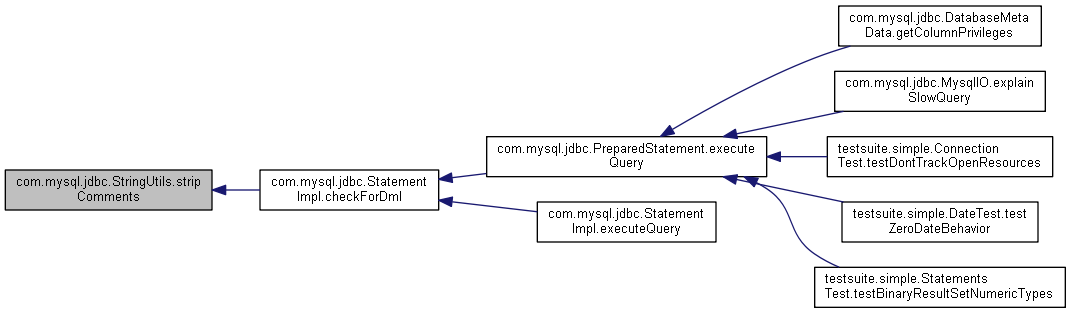 com.mysql.jdbc.DatabaseMeta
Data.getColumnPrivileges
com.mysql.jdbc.MysqlIO.explain
SlowQuery
com.mysql.jdbc.PreparedStatement.execute
Query
testsuite.simple.Connection
Test.testDontTrackOpenResources
com.mysql.jdbc.StringUtils.strip
Comments
com.mysql.jdbc.Statement
Impl.checkForDml
com.mysql.jdbc.Statement
Impl.executeQuery
testsuite.simple.DateTest.test
ZeroDateBehavior
testsuite.simple.Statements
Test.testBinaryResultSetNumericTypes